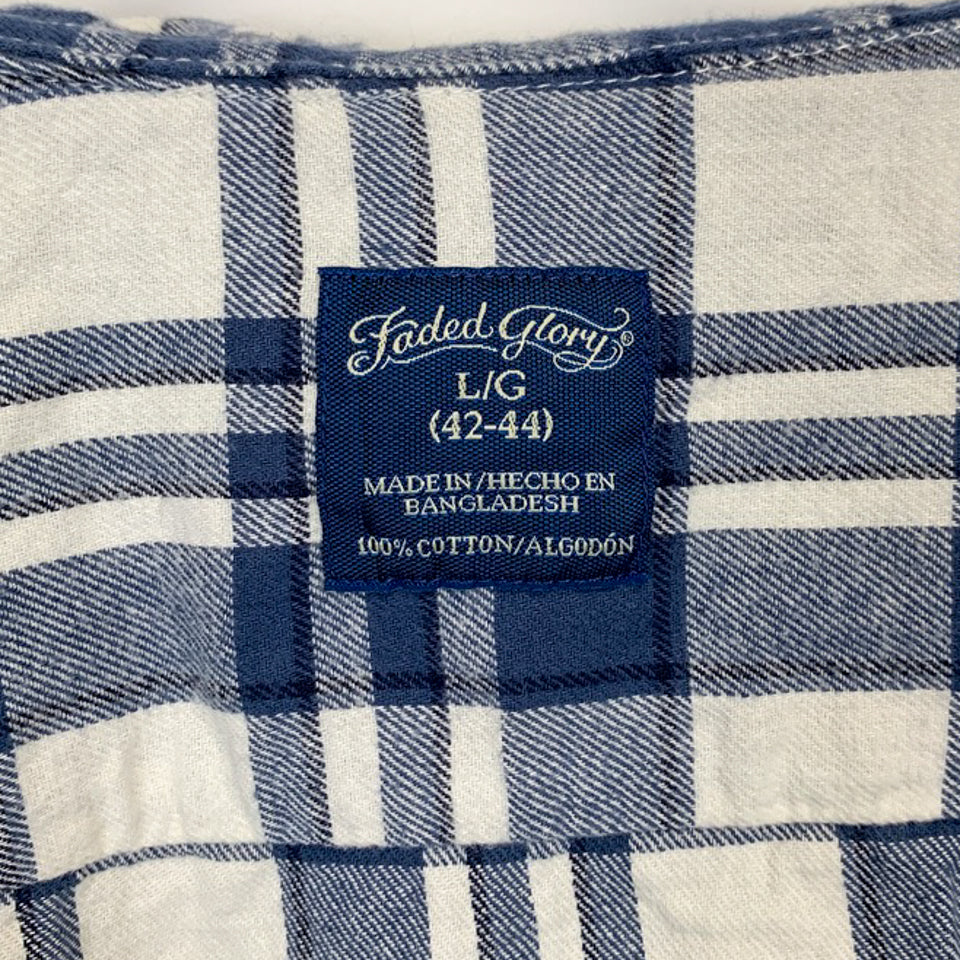 Faded Glory®
L/G
(42-44)
MADE IN/HECHO EN
BANGLADESH
100% COTTON/ALGODÓN